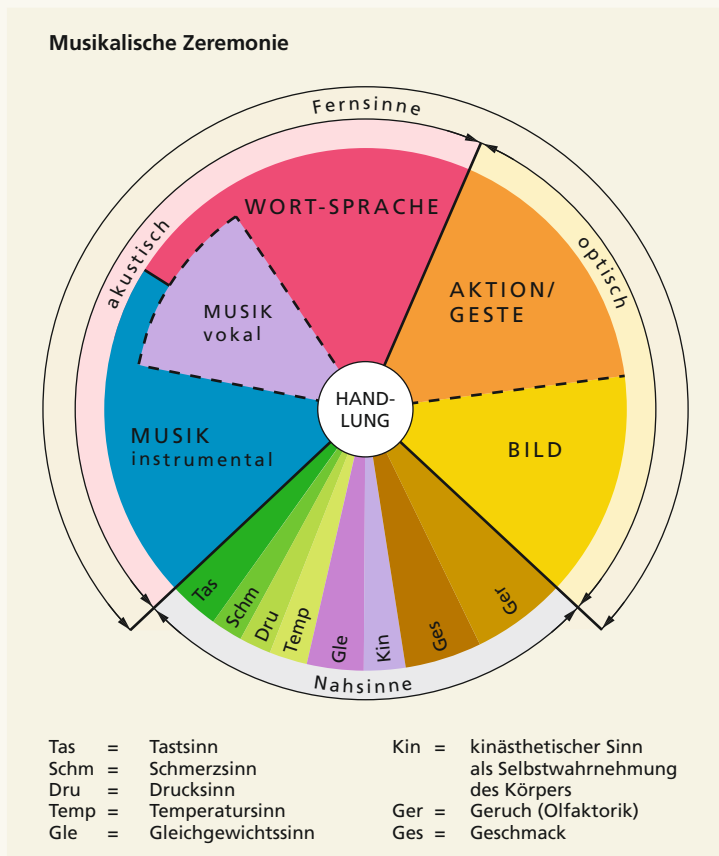 Musikalische Zeremonie
Fernsinne
akustisch
optisch
WORT-SPRACHE
MUSIK
vokal
AKTION/
GESTE
HAND-
LUNG
MUSIK
instrumental
BILD
Tas
Schm
Dru
Temp
Gle
Kin
Ges
Ger
Nahsinne
Tas = Tastsinn
Schm = Schmerzsinn
Dru = Drucksinn
Temp = Temperatursinn
Gle = Gleichgewichtssinn
Kin = kinästhetischer Sinn
als Selbstwahrnehmung
des Körpers
Ger = Geruch (Olfaktorik)
Ges = Geschmack